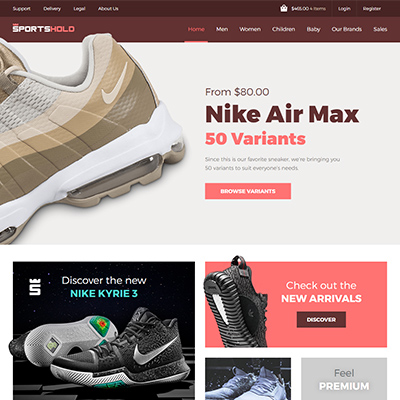 Support Delivery Legal About Us $465.00 4 Items Login Register
SPORTSHOLD Home Men Women Children Baby Our Brands Sales
From $80.00
Nike Air Max
50 Variants
Since this is our favorite sneaker, we're bringing you
50 variants to suit everyone's needs.
BROWSE VARIANTS
Discover the new
NIKE KYRIE 3
Check out the
NEW ARRIVALS
DISCOVER
Feel
PREMIUM